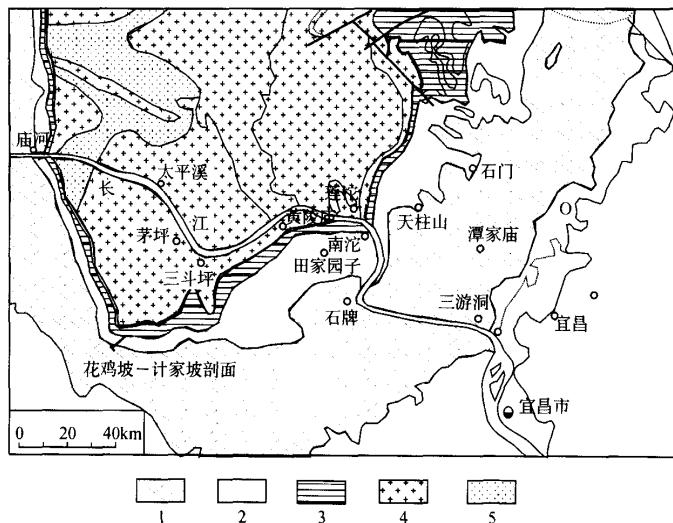 庙河
太平溪
长
江
石门
莲沱
黄陵庙
天柱山
O
茅坪
南沱
潭家庙
三斗坪
田家园子
石牌
三游洞
宜昌
花鸡坡－计家坡剖面
宜昌市
0 20 40km
1 2 3 4 5